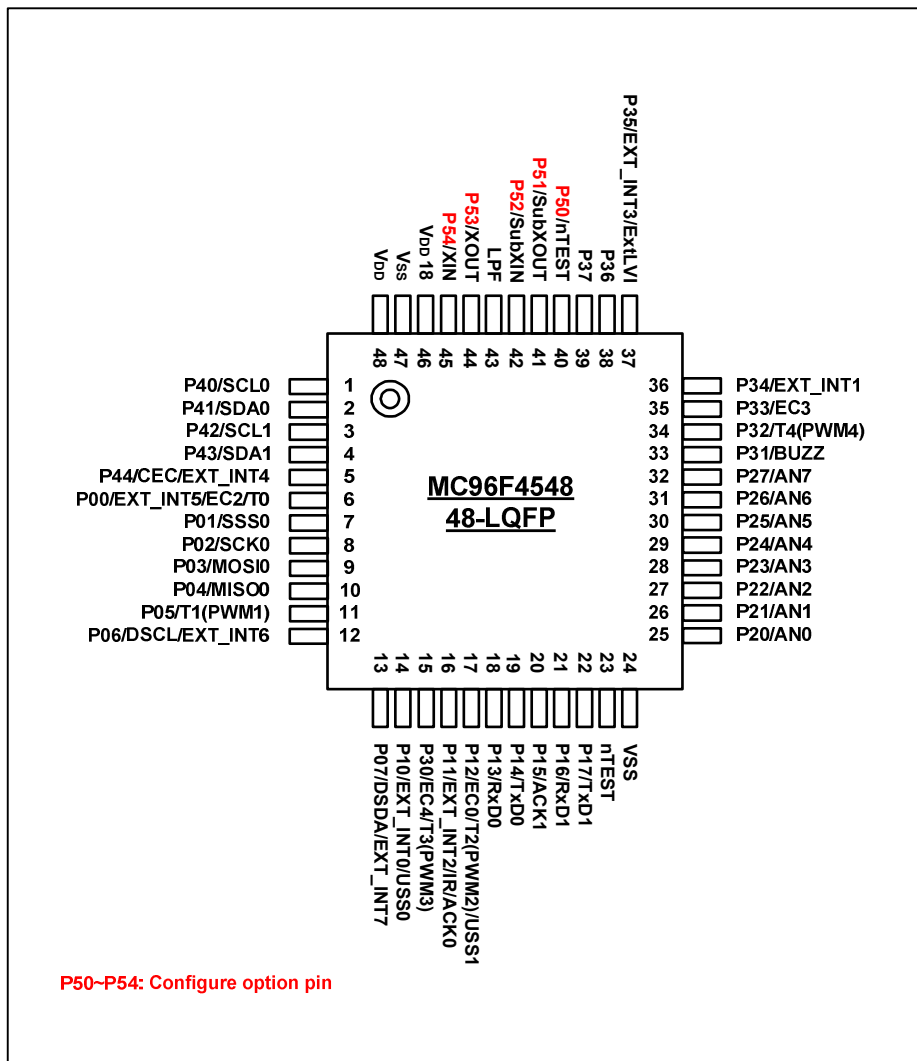 P35/EXT_INT3/ExtLVI
P36
P37
P50/nTEST
P51/SubXOUT
P52/SubXIN
LPF
P53/XOUT
P54/XIN
VDD18
VSS
VDD
48 47 46 45 44 43 42 41 40 39 38 37
P40/SCL0 1
P41/SDA0 2
P42/SCL1 3
P43/SDA1 4
P44/CEC/EXT_INT4 5
P00/EXT_INT5/EC2/T0 6
P01/SSS0 7
P02/SCK0 8
P03/MOSI0 9
P04/MISO0 10
P05/T1(PWM1) 11
P06/DSCL/EXT_INT6 12
MC96F4548
48-LQFP
36 P34/EXT_INT1
35 P33/EC3
34 P32/T4(PWM4)
33 P31/BUZZ
32 P27/AN7
31 P26/AN6
30 P25/AN5
29 P24/AN4
28 P23/AN3
27 P22/AN2
26 P21/AN1
25 P20/AN0
13 14 15 16 17 18 19 20 21 22 23 24
P07/DSDA/EXT_INT7
P10/EXT_INT0/USS0
P30/EC4/T3(PWM3)
P11/EXT_INT2/IR/ACK0
P12/EC0/T2(PWM2)/USS1
P13/RxD0
P14/TxD0
P15/ACK1
P16/RxD1
P17/TxD1
nTEST
VSS
P50~P54: Configure option pin